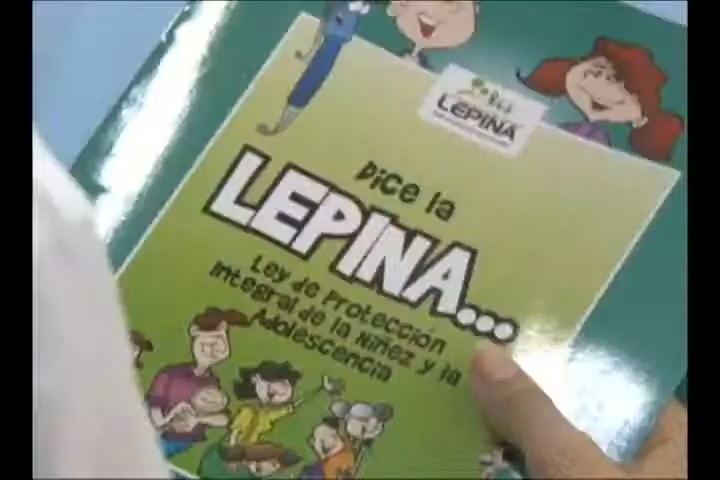 LEPINA
Dice la
LEPINA...
Ley de Protección
Integral de la Niñez y la
Adolescencia